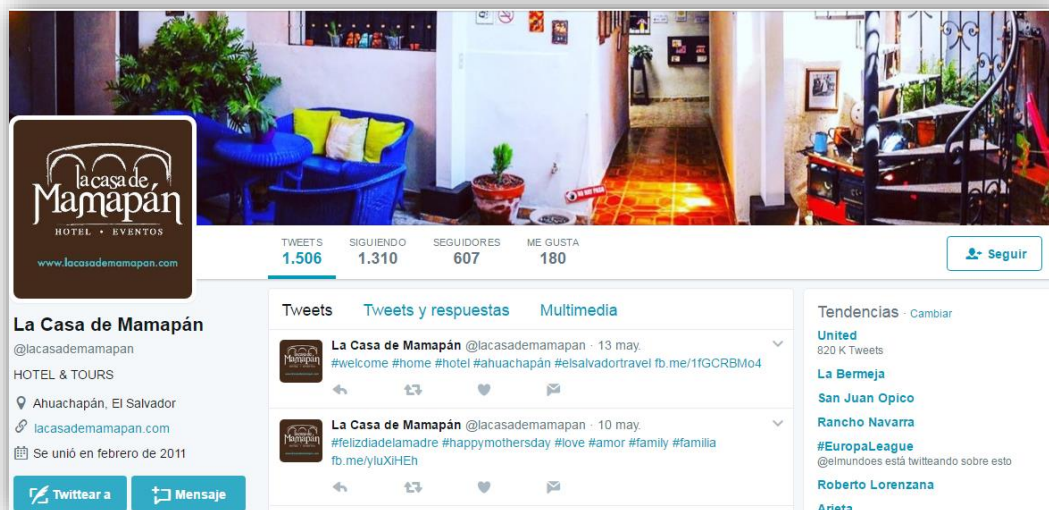 NO HAY PASO
la casa de
Mamapán
HOTEL • EVENTOS
www.lacasademamapan.com
TWEETS SIGUIENDO SEGUIDORES ME GUSTA
1.506 1.310 607 180
Seguir
La Casa de Mamapán
@lacasademamapan
HOTEL & TOURS
Ahuachapán, El Salvador
lacasademamapan.com
Se unió en febrero de 2011
Twittear a Mensaje
Tweets Tweets y respuestas Multimedia
La Casa de Mamapán @lacasademamapan · 13 may.
#welcome #home #hotel #ahuachapán #elsalvadortravel fb.me/1fGCRBMo4
La Casa de Mamapán @lacasademamapan · 10 may.
#felizdiadelamadre #happymothersday #love #amor #family #familia
fb.me/yIuXiHEh
Tendencias · Cambiar
United
820 K Tweets
La Bermeja
San Juan Opico
Rancho Navarra
#EuropaLeague
@elmundoes está twitteando sobre esto
Roberto Lorenzana
Arieta